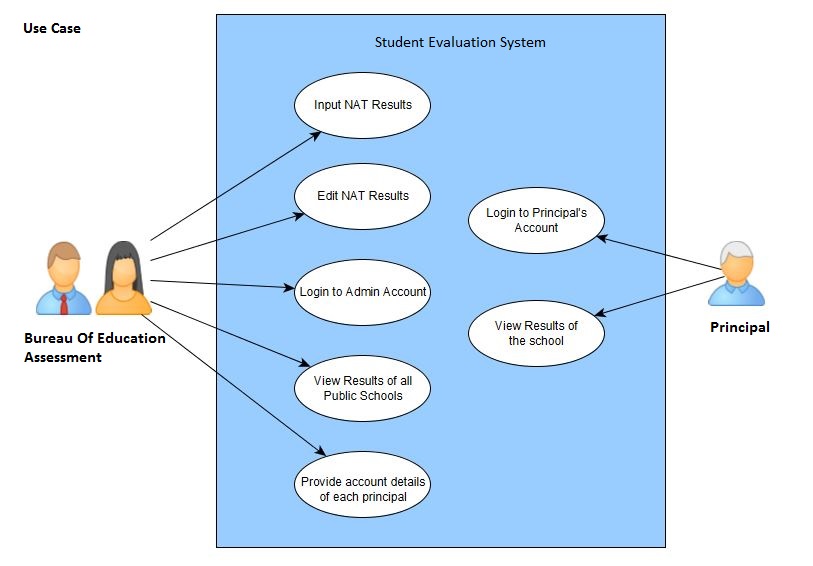 Use Case
Student Evaluation System
Input NAT Results
Edit NAT Results
Login to Admin Account
View Results of all
Public Schools
Provide account details
of each principal
Login to Principal's
Account
View Results of
the school
Bureau Of Education
Assessment
Principal